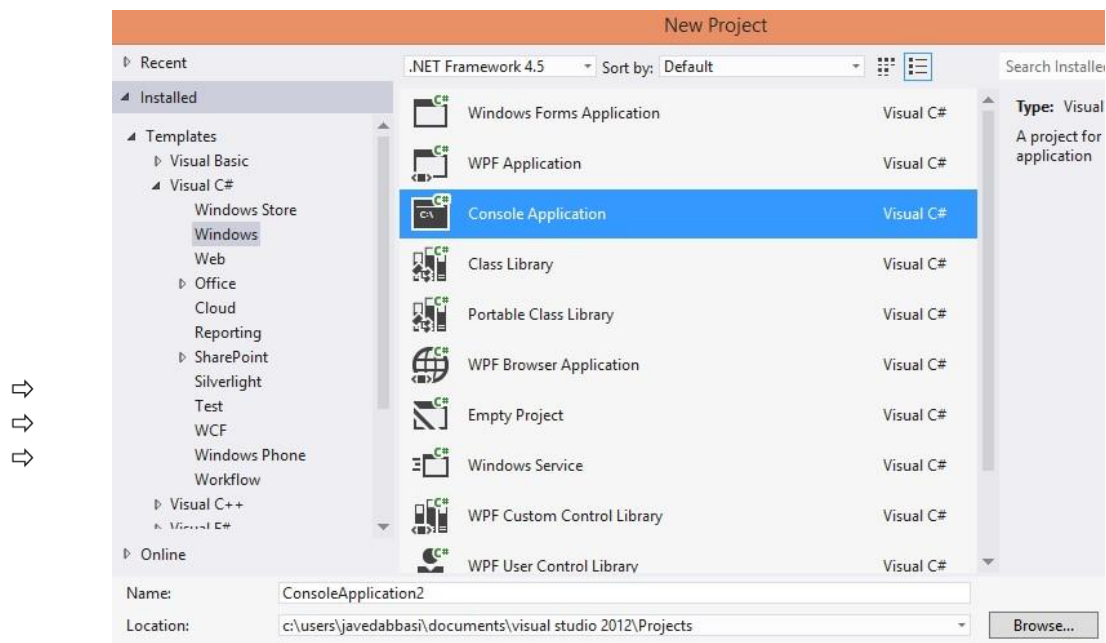 New Project
Recent
.NET Framework 4.5
Sort by:
Default
Installed
Templates
Visual Basic
Visual C#
Windows Store
Windows
Web
Office
Cloud
Reporting
SharePoint
Silverlight
Test
WCF
Windows Phone
Workflow
Visual C++
Visual F#
Online
Windows Forms Application Visual C#
WPF Application Visual C#
Console Application Visual C#
Class Library Visual C#
Portable Class Library Visual C#
WPF Browser Application Visual C#
Empty Project Visual C#
Windows Service Visual C#
WPF Custom Control Library Visual C#
WPF User Control Library Visual C#
Search Installe
Type: Visual
A project for
application
Name: ConsoleApplication2
Location: c:\users\javedabbasi\documents\visual studio 2012\Projects
Browse...